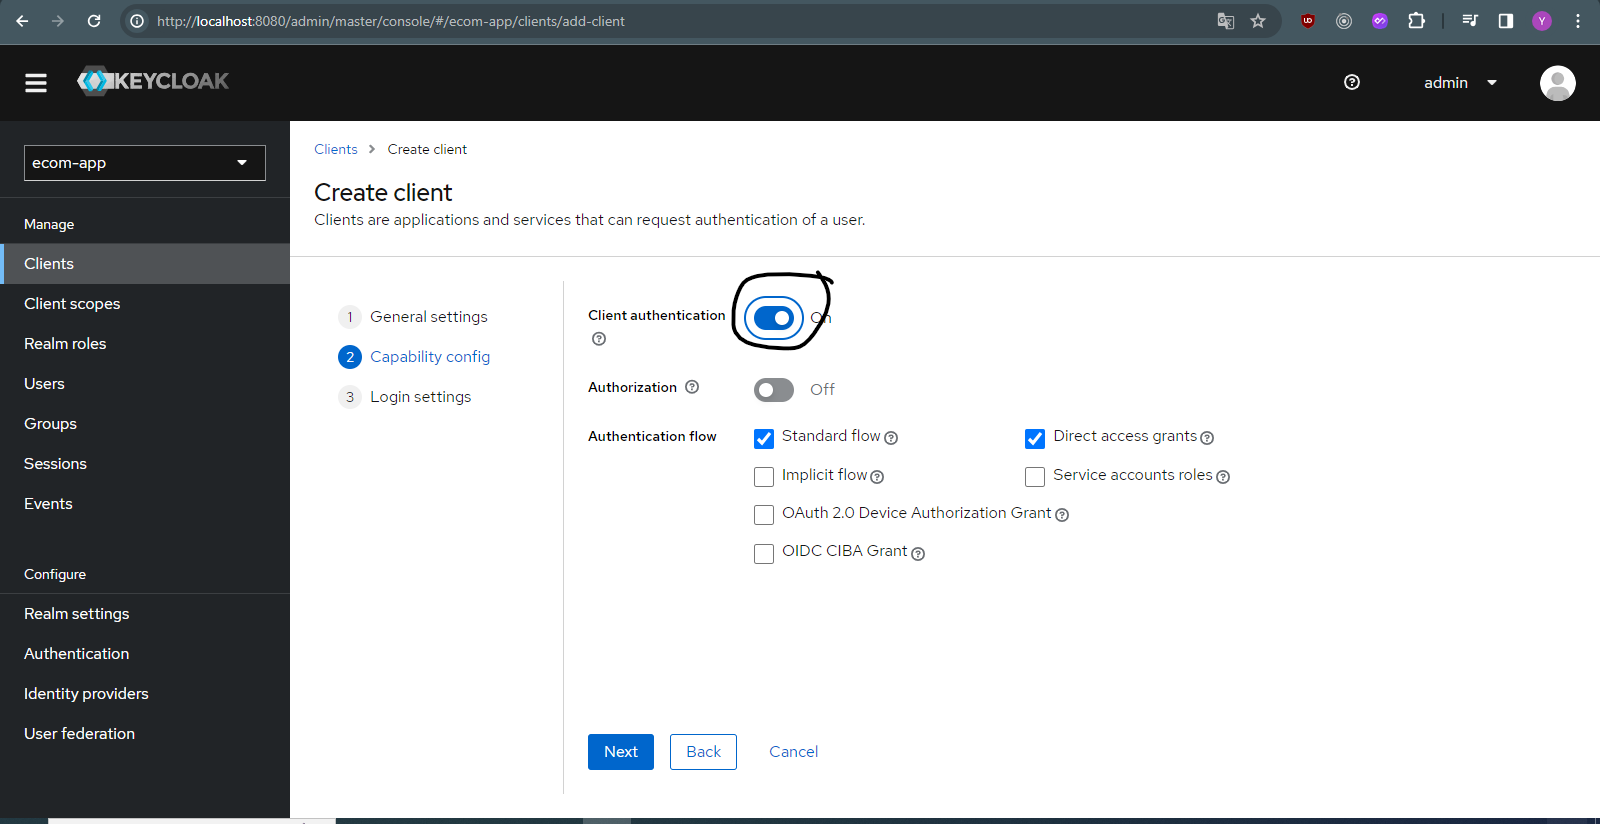 http://localhost:8080/admin/master/console/#/ecom-app/clients/add-client
UD
Y
KEYCLOAK
admin
ecom-app
Manage
Clients
Client scopes
Realm roles
Users
Groups
Sessions
Events
Configure
Realm settings
Authentication
Identity providers
User federation
Clients > Create client
Create client
Clients are applications and services that can request authentication of a user.
1 General settings
2 Capability config
3 Login settings
Client authentication On
Authorization Off
Authentication flow Standard flow Direct access grants
Implicit flow Service accounts roles
OAuth 2.0 Device Authorization Grant
OIDC CIBA Grant
Next Back Cancel